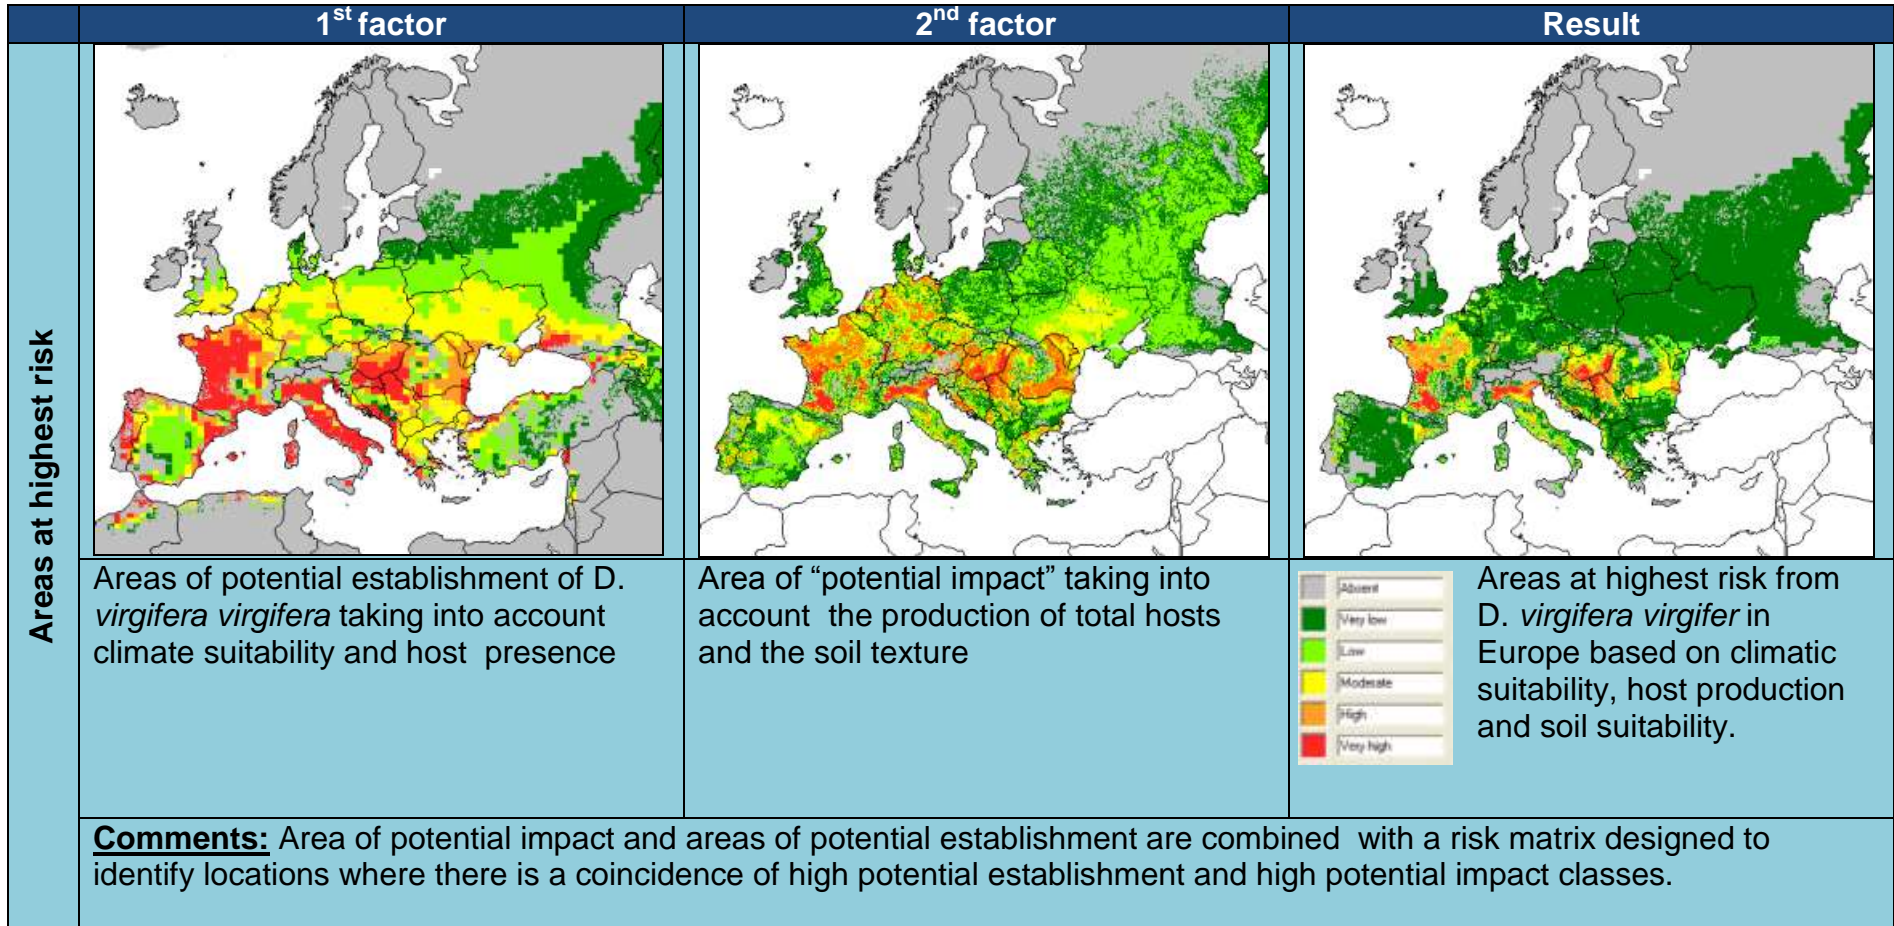 1st factor
2nd factor
Result
Areas at highest risk
Areas of potential establishment of D.
virgifera virgifera taking into account
climate suitability and host presence
Area of “potential impact” taking into
account the production of total hosts
and the soil texture
Absent
Very low
Low
Moderate
High
Very high
Areas at highest risk from
D. virgifera virgifer in
Europe based on climatic
suitability, host production
and soil suitability.
Comments: Area of potential impact and areas of potential establishment are combined with a risk matrix designed to
identify locations where there is a coincidence of high potential establishment and high potential impact classes.